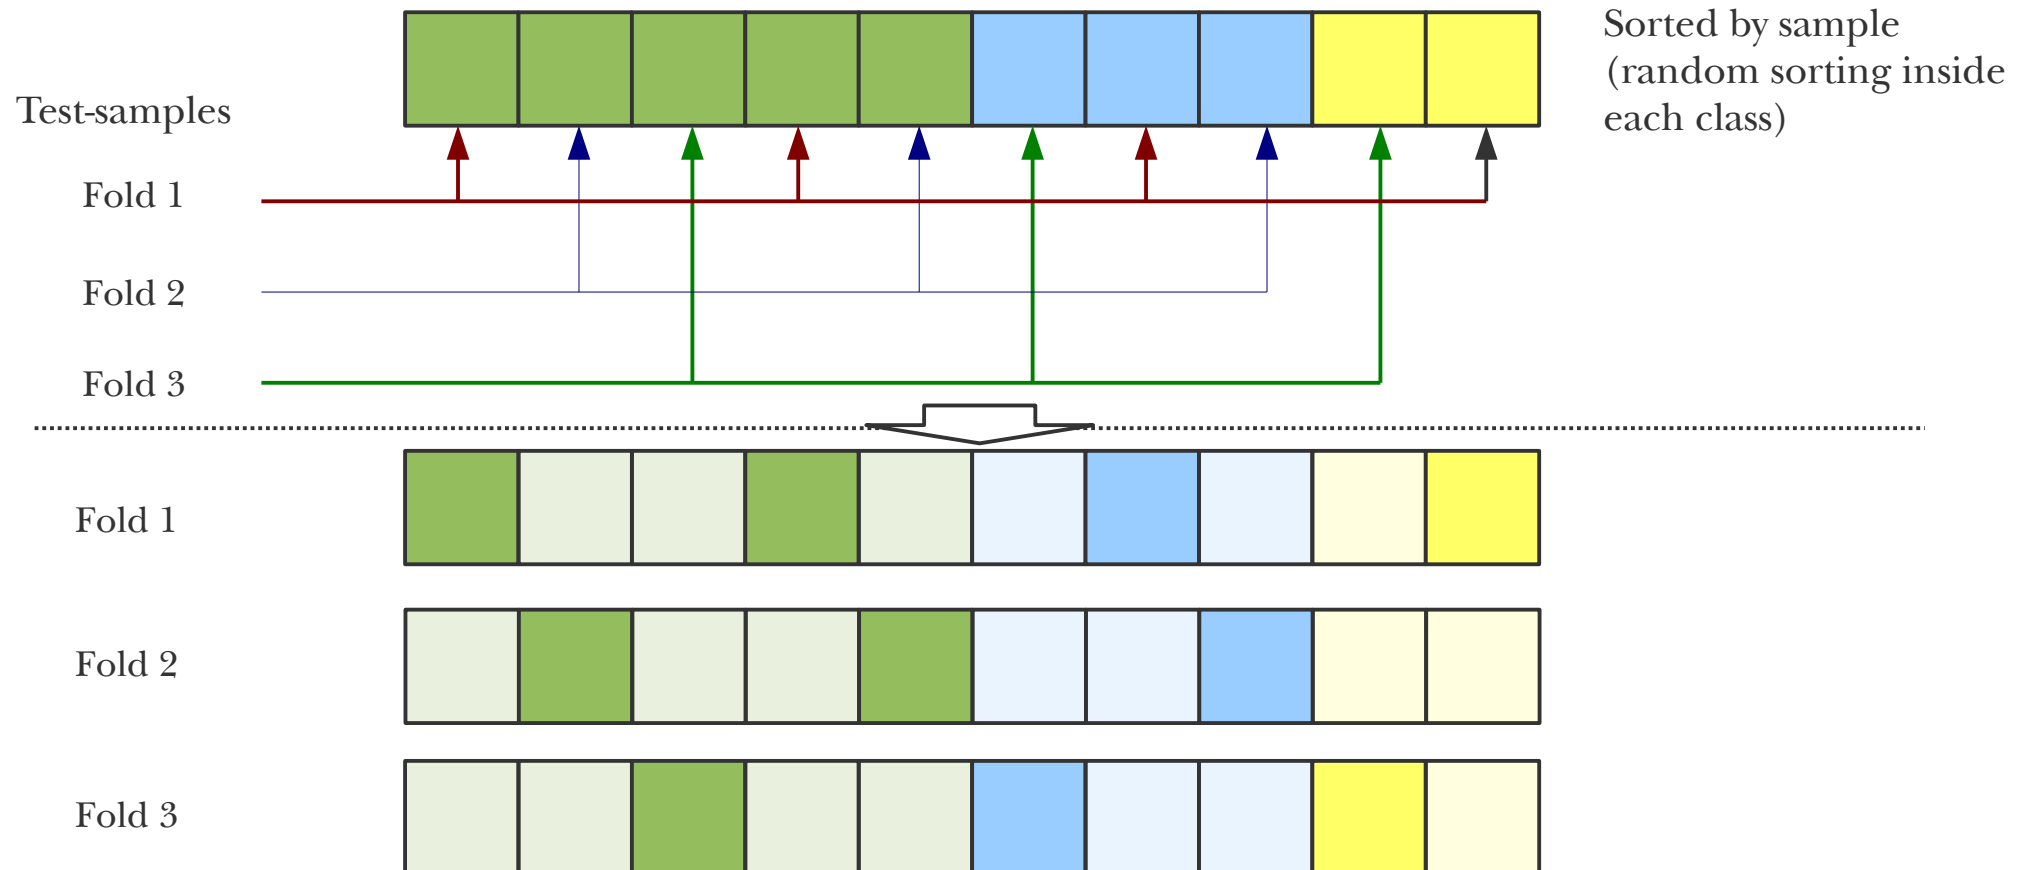 Sorted by sample
(random sorting inside
each class)
Test-samples
Fold 1
Fold 2
Fold 3
Fold 1
Fold 2
Fold 3